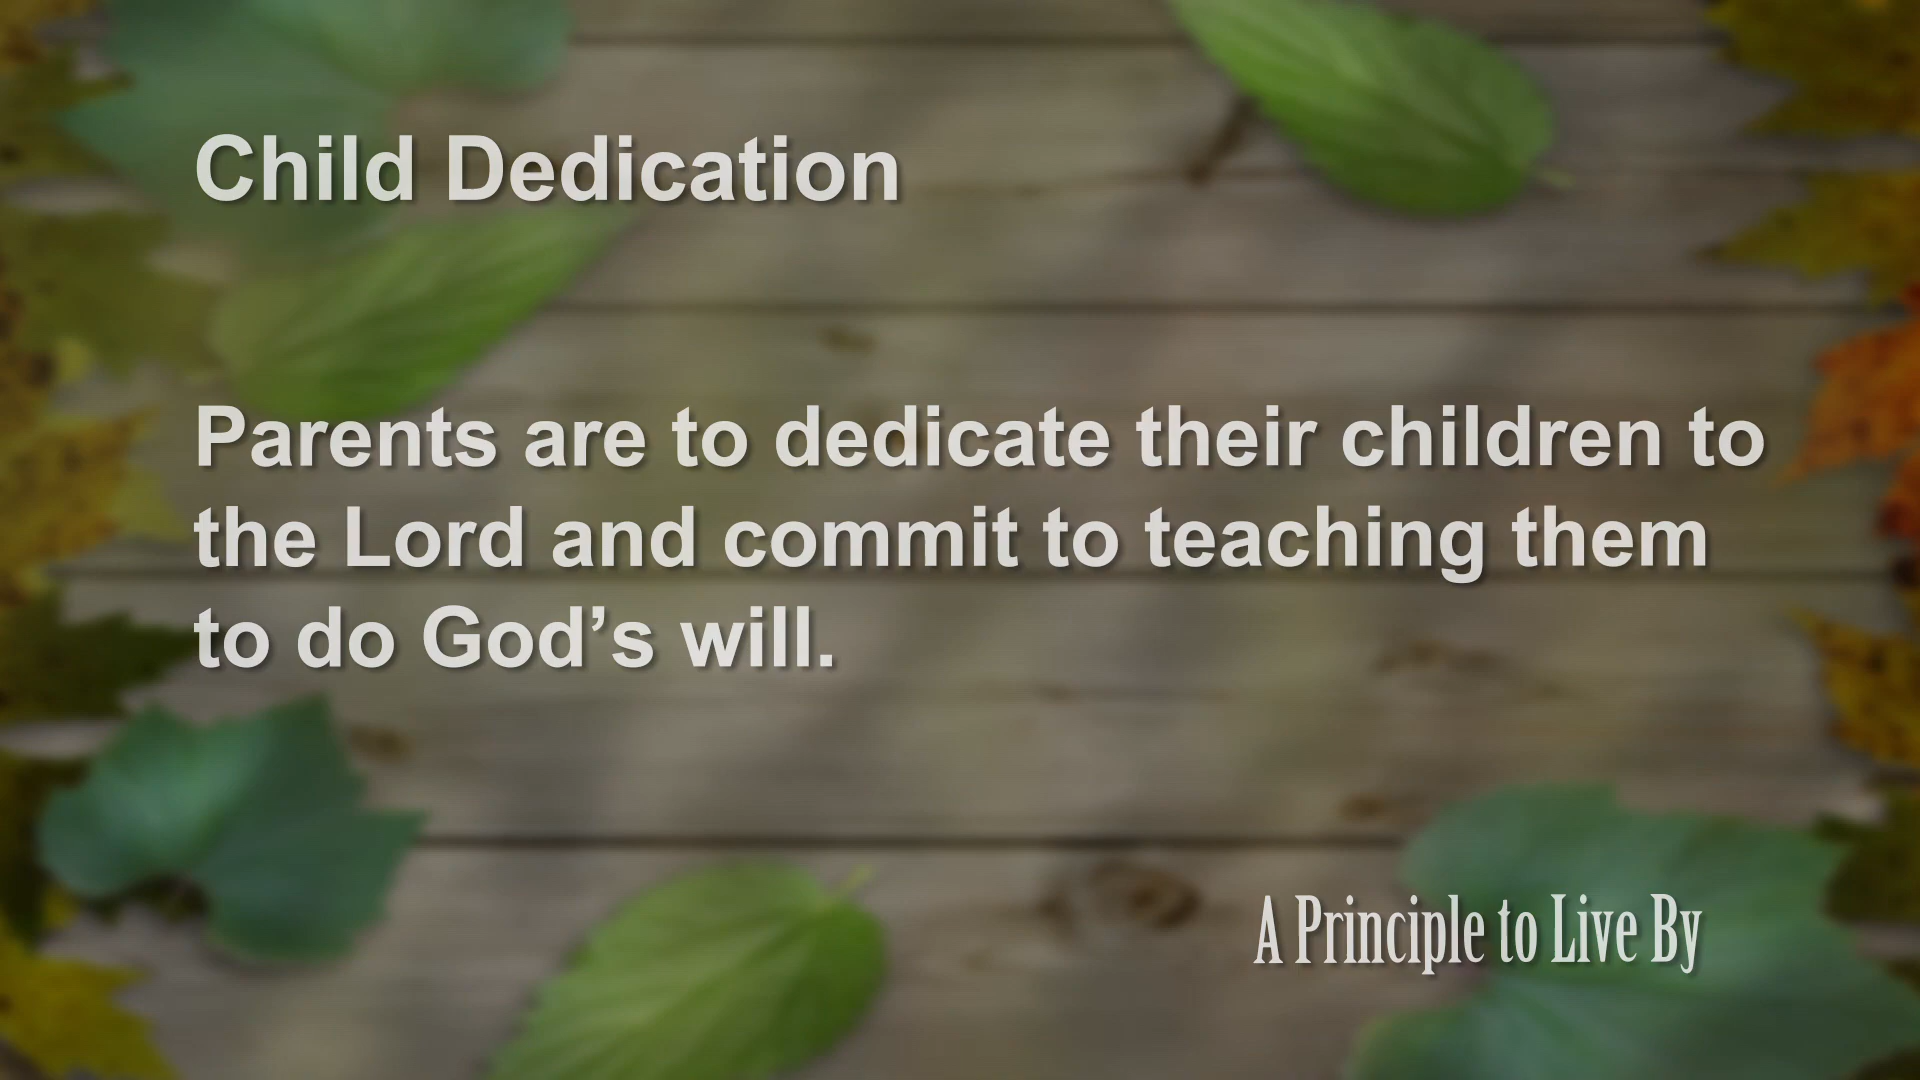 Child Dedication
Parents are to dedicate their children to
the Lord and commit to teaching them
to do God’s will.
A Principle to Live By